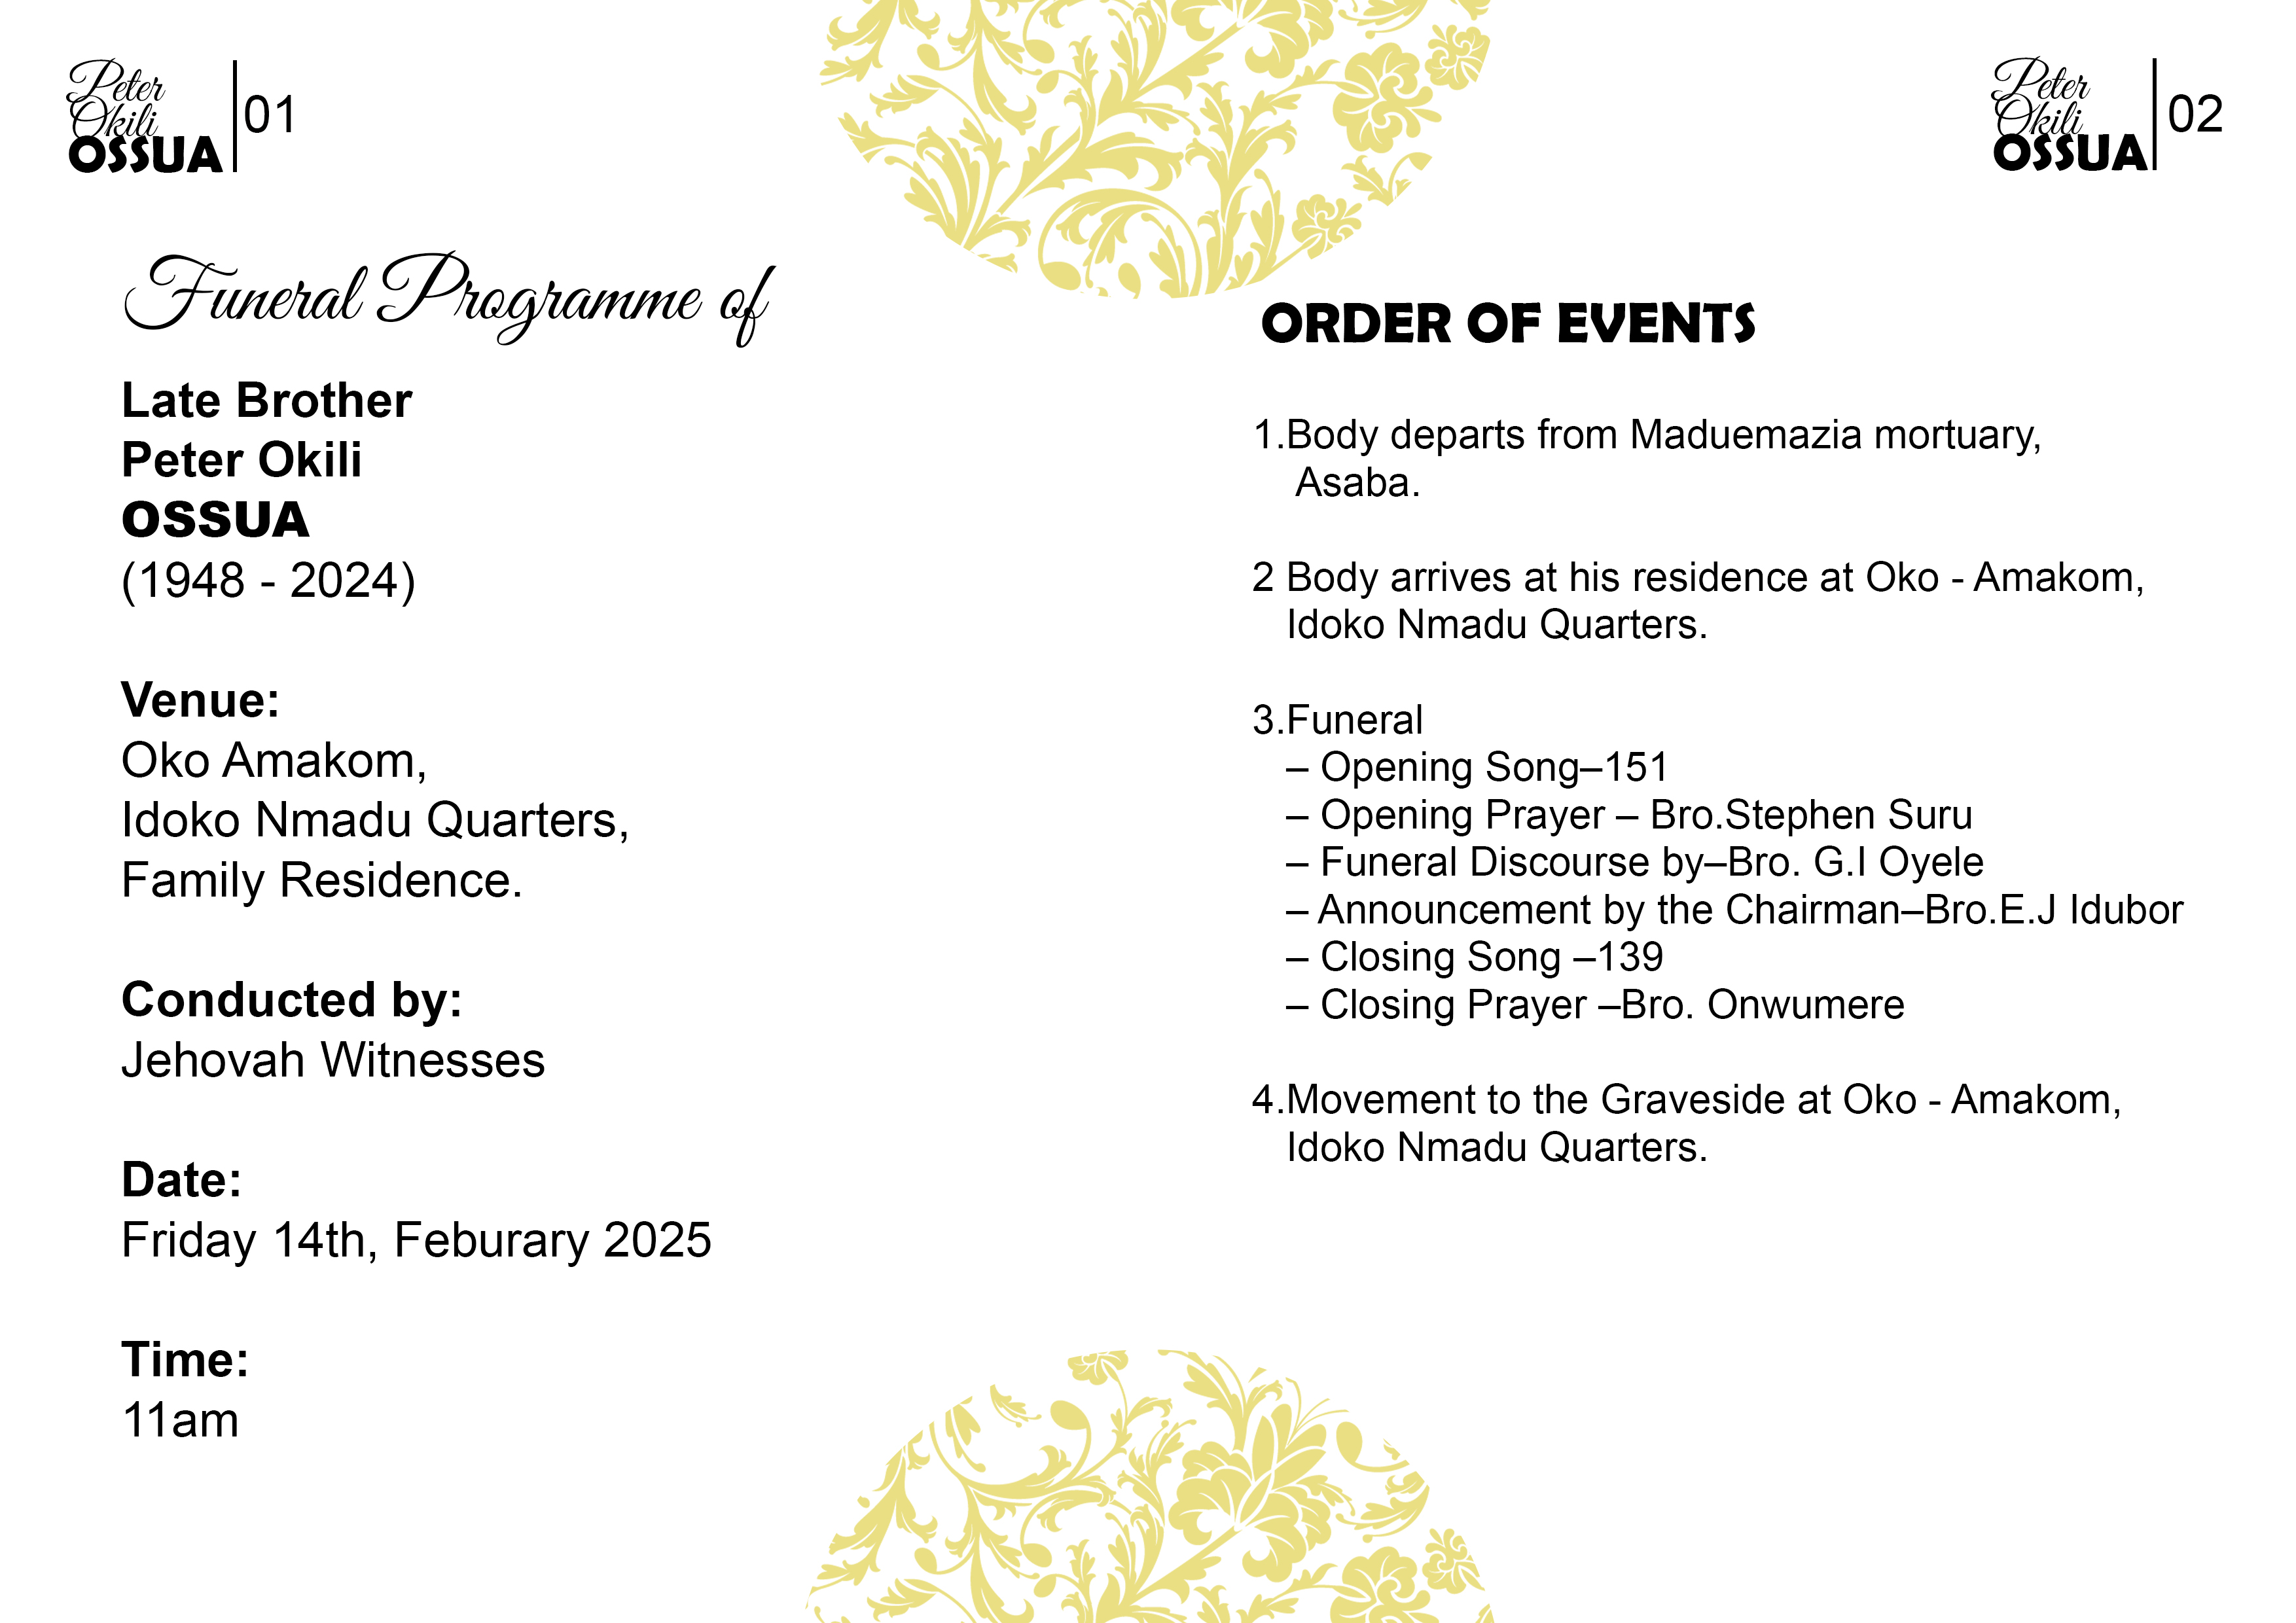 Peter
Okili
OSSUA
01
Funeral Programme of
Late Brother
Peter Okili
OSSUA
(1948 - 2024)
Venue:
Oko Amakom,
Idoko Nmadu Quarters,
Family Residence.
Conducted by:
Jehovah Witnesses
Date:
Friday 14th, Feburary 2025
Time:
11am
Peter
Okili
OSSUA
02
ORDER OF EVENTS
1.Body departs from Maduemazia mortuary,
Asaba.
2 Body arrives at his residence at Oko - Amakom,
Idoko Nmadu Quarters.
3.Funeral
– Opening Song–151
– Opening Prayer – Bro.Stephen Suru
– Funeral Discourse by–Bro. G.I Oyele
– Announcement by the Chairman–Bro.E.J Idubor
– Closing Song –139
– Closing Prayer –Bro. Onwumere
4.Movement to the Graveside at Oko - Amakom,
Idoko Nmadu Quarters.